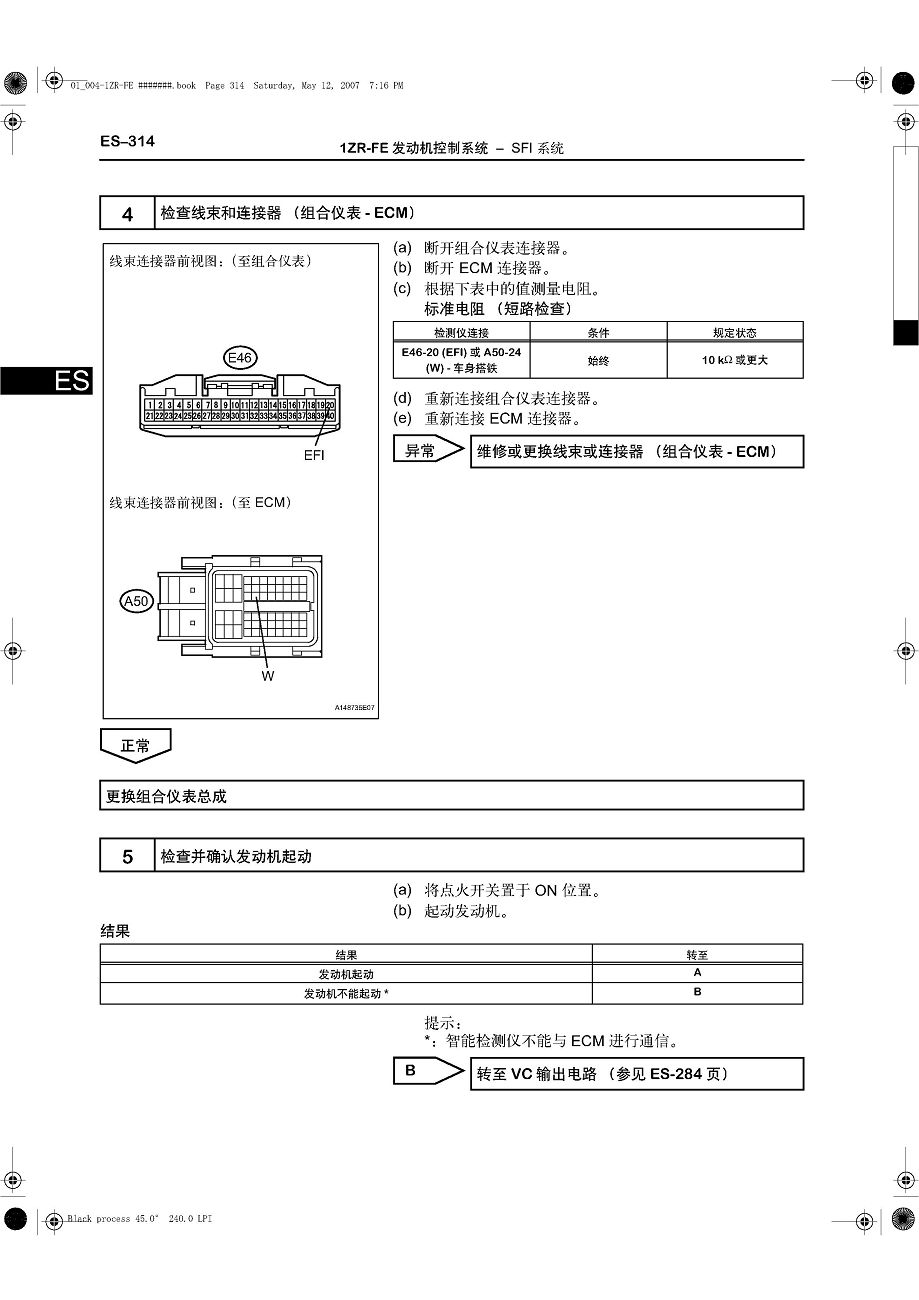 01_004-1ZR-FE #######.book Page 314 Saturday, May 12, 2007 7:16 PM
ES–314
1ZR-FE 发动机控制系统 – SFI 系统
4 检查线束和连接器 （组合仪表 - ECM）
线束连接器前视图：（至组合仪表）
E46
1 2 3 4 5 6 7 8 9 10 11 12 13 14 15 16 17 18 19 20
21 22 23 24 25 26 27 28 29 30 31 32 33 34 35 36 37 38 39 40
EFI
线束连接器前视图：（至 ECM）
A50
W
A148735E07
(a) 断开组合仪表连接器。
(b) 断开 ECM 连接器。
(c) 根据下表中的值测量电阻。
标准电阻 （短路检查）
检测仪连接 条件 规定状态
E46-20 (EFI) 或 A50-24
(W) - 车身搭铁 始终 10 kΩ 或更大
(d) 重新连接组合仪表连接器。
(e) 重新连接 ECM 连接器。
异常 维修或更换线束或连接器 （组合仪表 - ECM）
ES
正常
更换组合仪表总成
5 检查并确认发动机起动
(a) 将点火开关置于 ON 位置。
(b) 起动发动机。
结果
结果 转至
发动机起动 A
发动机不能起动 * B
提示：
*：智能检测仪不能与 ECM 进行通信。
B 转至 VC 输出电路 （参见 ES-284 页）
Black process 45.0° 240.0 LPI